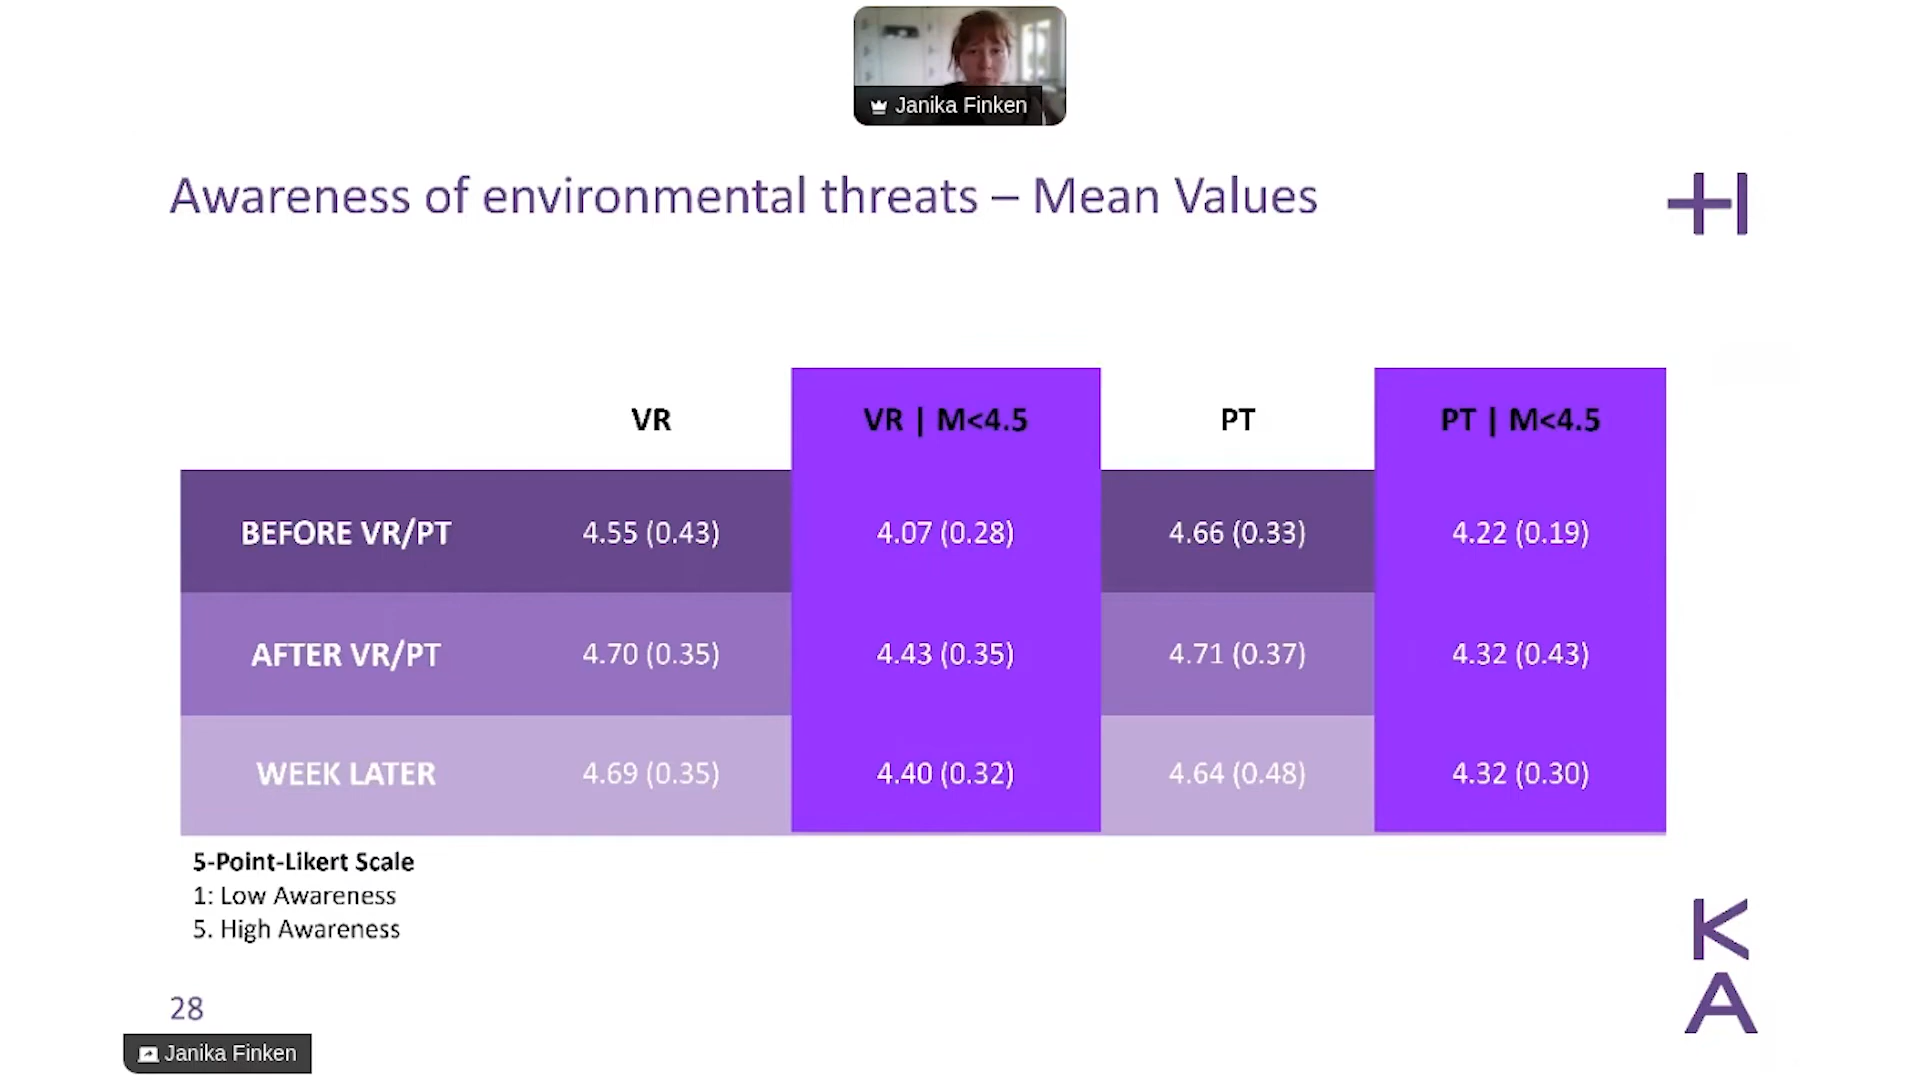 Janika Finken
Awareness of environmental threats – Mean Values
VR VR | M<4.5 PT PT | M<4.5
BEFORE VR/PT 4.55 (0.43) 4.07 (0.28) 4.66 (0.33) 4.22 (0.19)
AFTER VR/PT 4.70 (0.35) 4.43 (0.35) 4.71 (0.37) 4.32 (0.43)
WEEK LATER 4.69 (0.35) 4.40 (0.32) 4.64 (0.48) 4.32 (0.30)
5-Point-Likert Scale
1: Low Awareness
5. High Awareness
K
A
28
Janika Finken